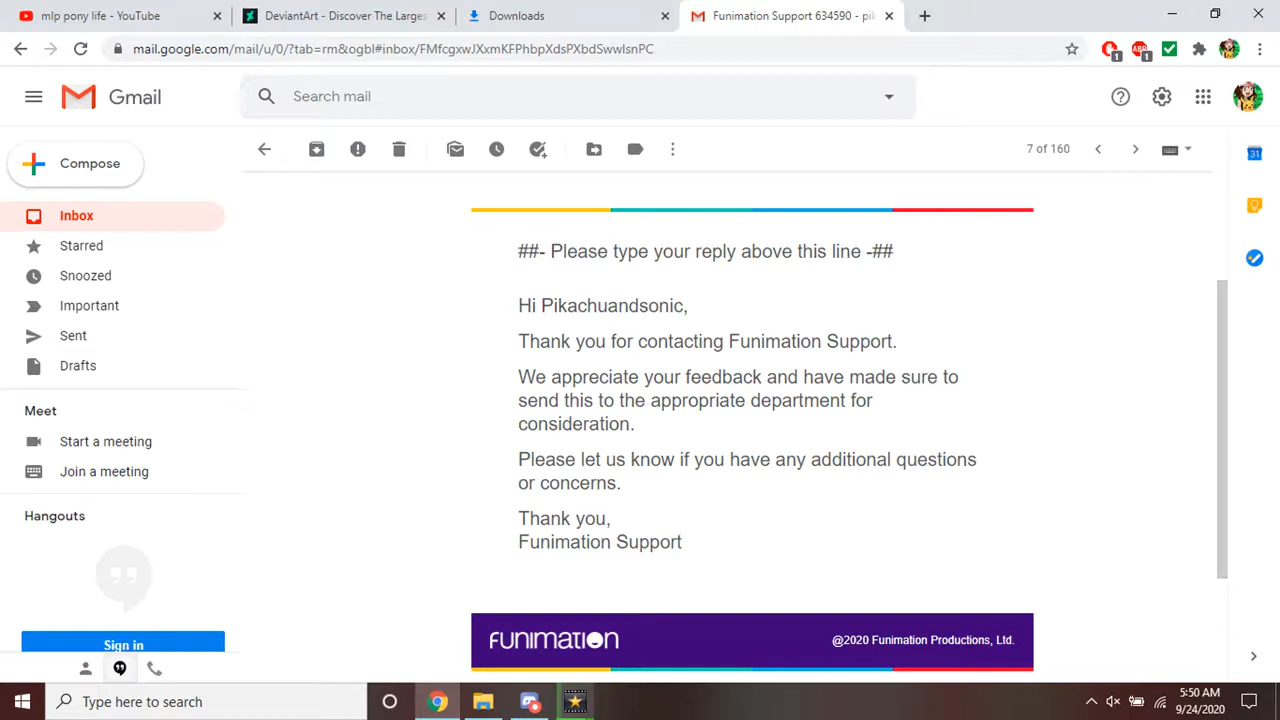 mlp pony life - YouTube
DeviantArt - Discover The Larges
Downloads
Funimation Support 634590 - pik
mail.google.com/mail/u/0/?tab=rm&ogbl#inbox/FMfcgxwJXxmKFPhbpXdsPXbdSwwlsnPC
1
ABP
1
Gmail
Search mail
Compose
7 of 160
31
Inbox
Starred
Snoozed
Important
Sent
Drafts
Meet
Start a meeting
Join a meeting
Hangouts
Sign in
##- Please type your reply above this line -##
Hi Pikachuandsonic,
Thank you for contacting Funimation Support.
We appreciate your feedback and have made sure to
send this to the appropriate department for
consideration.
Please let us know if you have any additional questions
or concerns.
Thank you,
Funimation Support
FUNIMATION
@2020 Funimation Productions, Ltd.
Type here to search
5:50 AM
9/24/2020